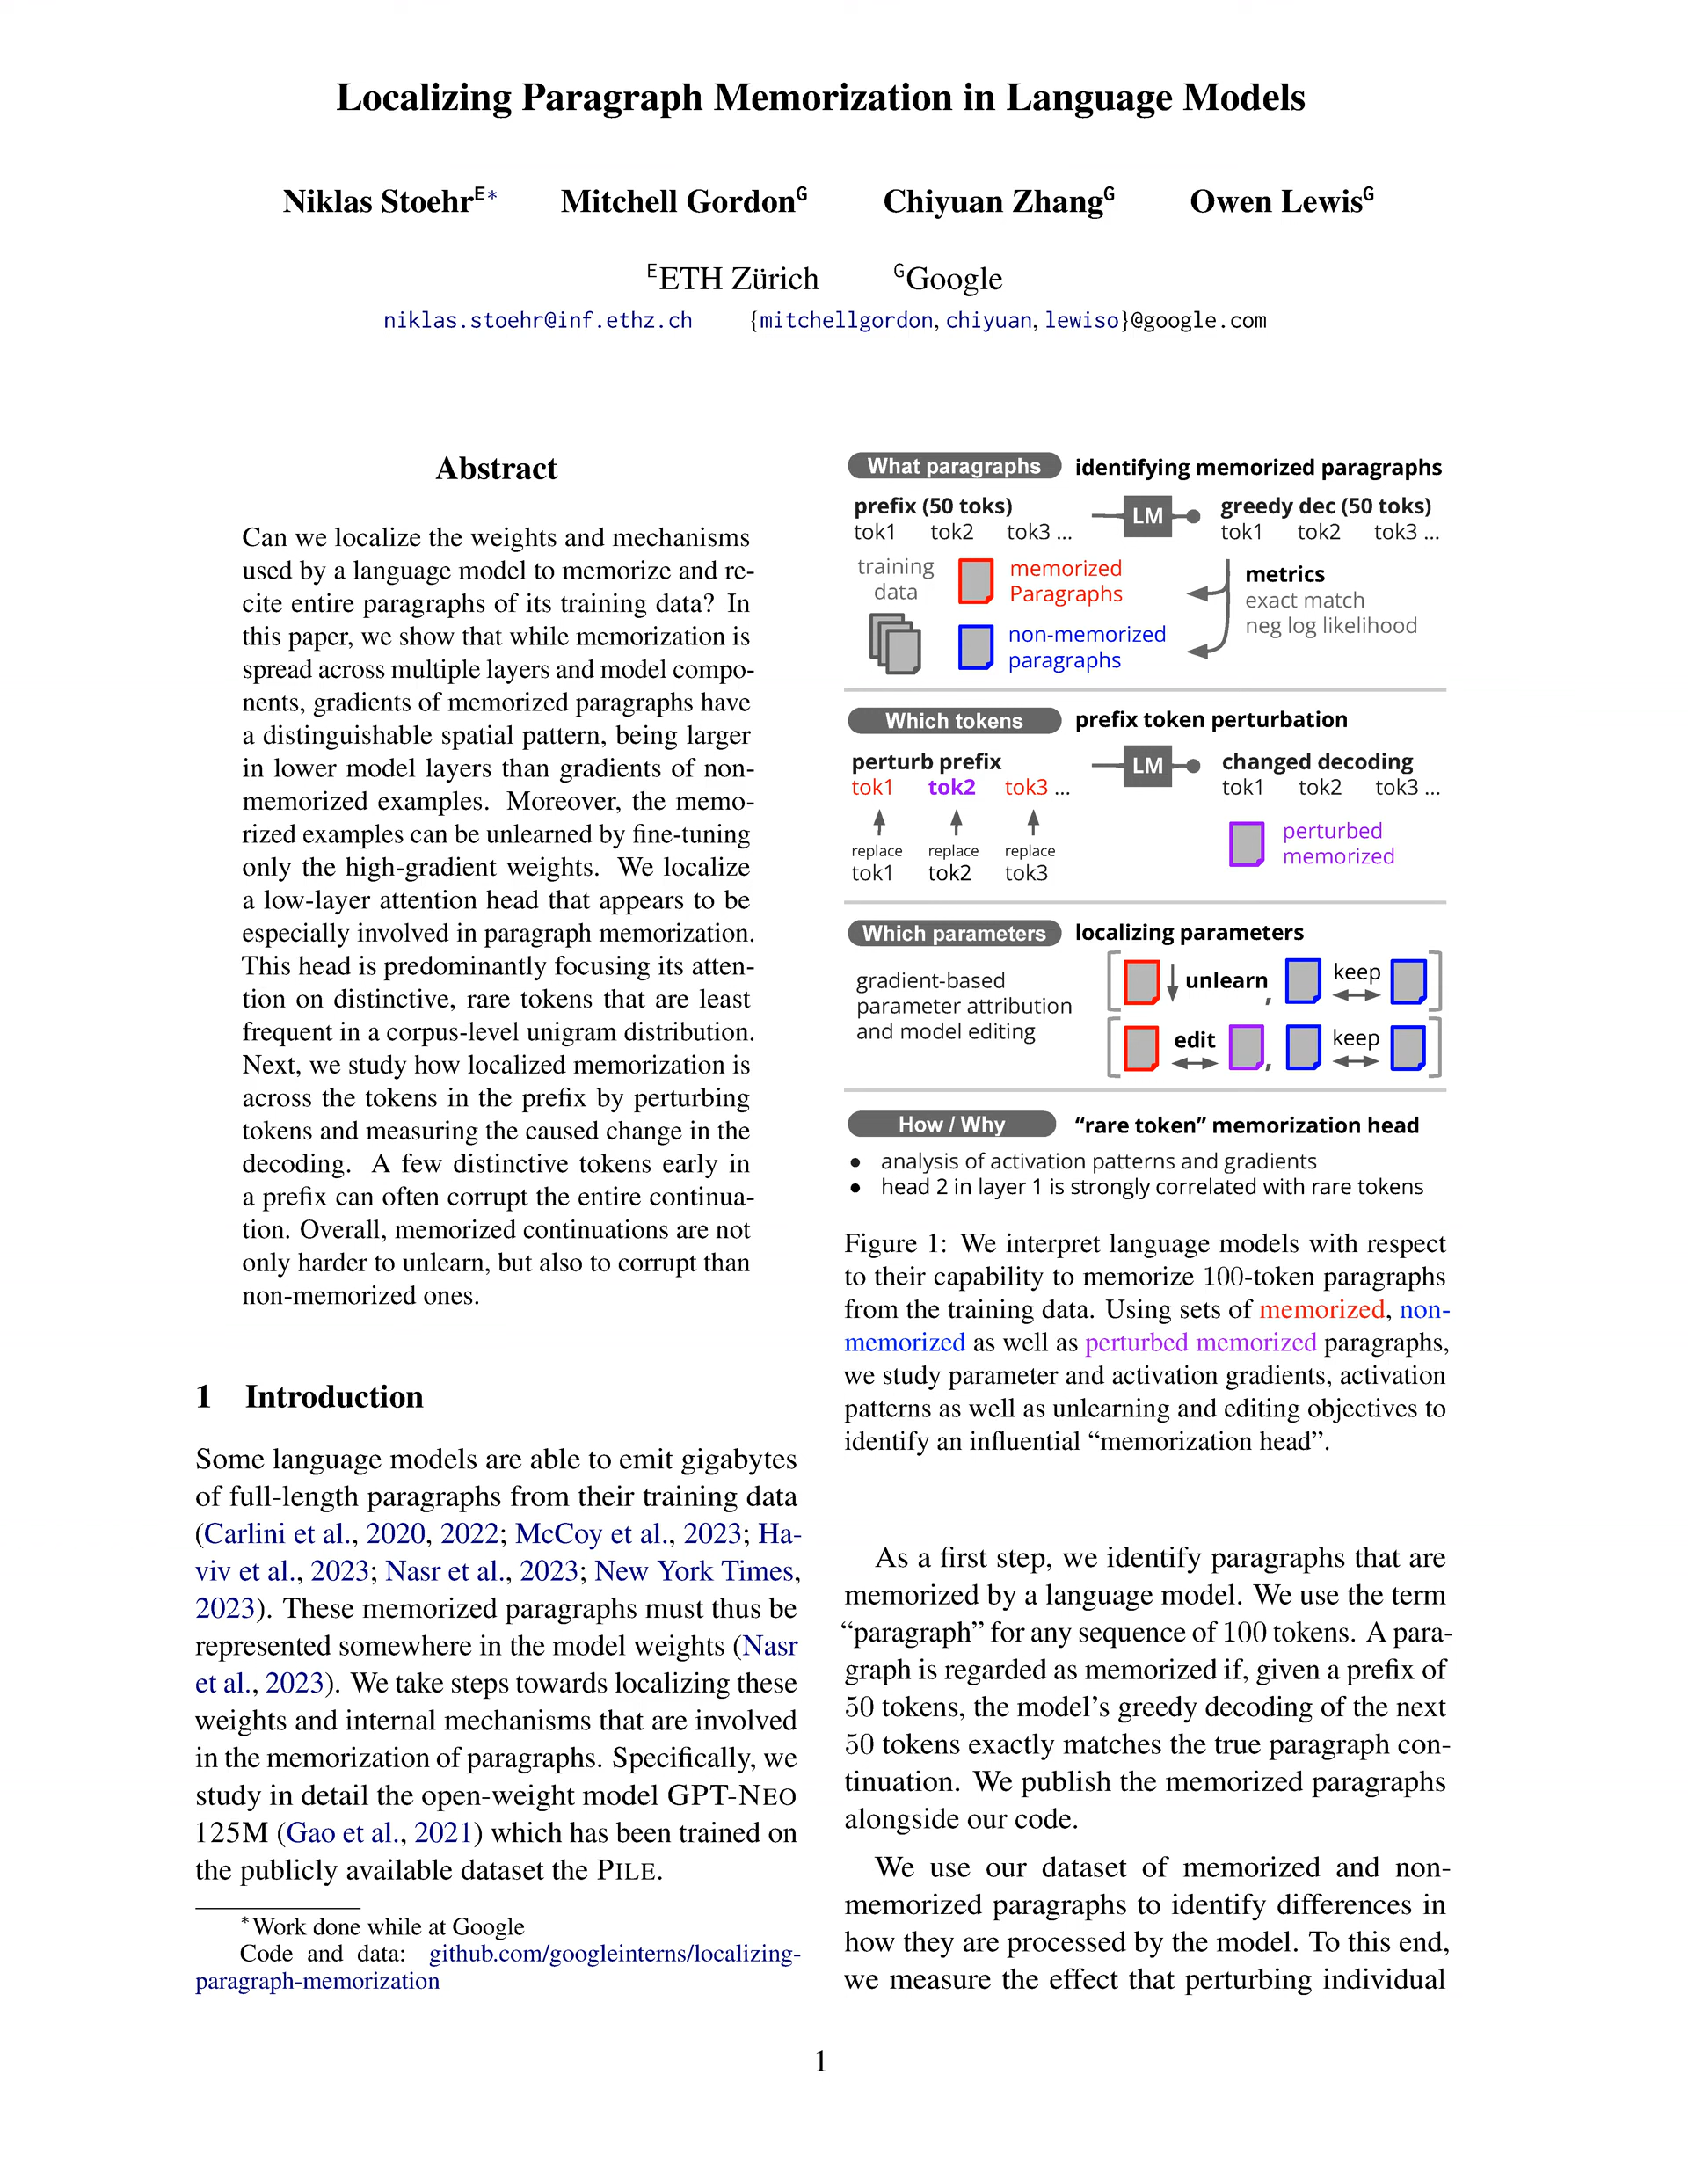 Localizing Paragraph Memorization in Language Models
Niklas Stoehr^E* Mitchell Gordon^G Chiyuan Zhang^G Owen Lewis^G
^E ETH Zürich ^G Google
niklas.stoehr@inf.ethz.ch {mitchellgordon, chiyuan, lewiso}@google.com
Abstract
Can we localize the weights and mechanisms
used by a language model to memorize and re-
cite entire paragraphs of its training data? In
this paper, we show that while memorization is
spread across multiple layers and model compo-
nents, gradients of memorized paragraphs have
a distinguishable spatial pattern, being larger
in lower model layers than gradients of non-
memorized examples. Moreover, the memo-
rized examples can be unlearned by fine-tuning
only the high-gradient weights. We localize
a low-layer attention head that appears to be
especially involved in paragraph memorization.
This head is predominantly focusing its atten-
tion on distinctive, rare tokens that are least
frequent in a corpus-level unigram distribution.
Next, we study how localized memorization is
across the tokens in the prefix by perturbing
tokens and measuring the caused change in the
decoding. A few distinctive tokens early in
a prefix can often corrupt the entire continua-
tion. Overall, memorized continuations are not
only harder to unlearn, but also to corrupt than
non-memorized ones.
1 Introduction
Some language models are able to emit gigabytes
of full-length paragraphs from their training data
(Carlini et al., 2020, 2022; McCoy et al., 2023; Ha-
viv et al., 2023; Nasr et al., 2023; New York Times,
2023). These memorized paragraphs must thus be
represented somewhere in the model weights (Nasr
et al., 2023). We take steps towards localizing these
weights and internal mechanisms that are involved
in the memorization of paragraphs. Specifically, we
study in detail the open-weight model GPT-NEO
125M (Gao et al., 2021) which has been trained on
the publicly available dataset the PILE.
*Work done while at Google
Code and data: github.com/googleinterns/localizing-
paragraph-memorization
What paragraphs identifying memorized paragraphs
prefix (50 toks) LM greedy dec (50 toks)
tok1 tok2 tok3 ... tok1 tok2 tok3 ...
training data memorized Paragraphs metrics
exact match
neg log likelihood
non-memorized
paragraphs
Which tokens prefix token perturbation
perturb prefix LM changed decoding
tok1 tok2 tok3 ... tok1 tok2 tok3 ...
replace replace replace perturbed
memorized
tok1 tok2 tok3
Which parameters localizing parameters
gradient-based
parameter attribution
and model editing
unlearn, keep
edit , keep
How / Why “rare token” memorization head
● analysis of activation patterns and gradients
● head 2 in layer 1 is strongly correlated with rare tokens
Figure 1: We interpret language models with respect
to their capability to memorize 100-token paragraphs
from the training data. Using sets of memorized, non-
memorized as well as perturbed memorized paragraphs,
we study parameter and activation gradients, activation
patterns as well as unlearning and editing objectives to
identify an influential “memorization head”.
As a first step, we identify paragraphs that are
memorized by a language model. We use the term
“paragraph” for any sequence of 100 tokens. A para-
graph is regarded as memorized if, given a prefix of
50 tokens, the model’s greedy decoding of the next
50 tokens exactly matches the true paragraph con-
tinuation. We publish the memorized paragraphs
alongside our code.
We use our dataset of memorized and non-
memorized paragraphs to identify differences in
how they are processed by the model. To this end,
we measure the effect that perturbing individual
1